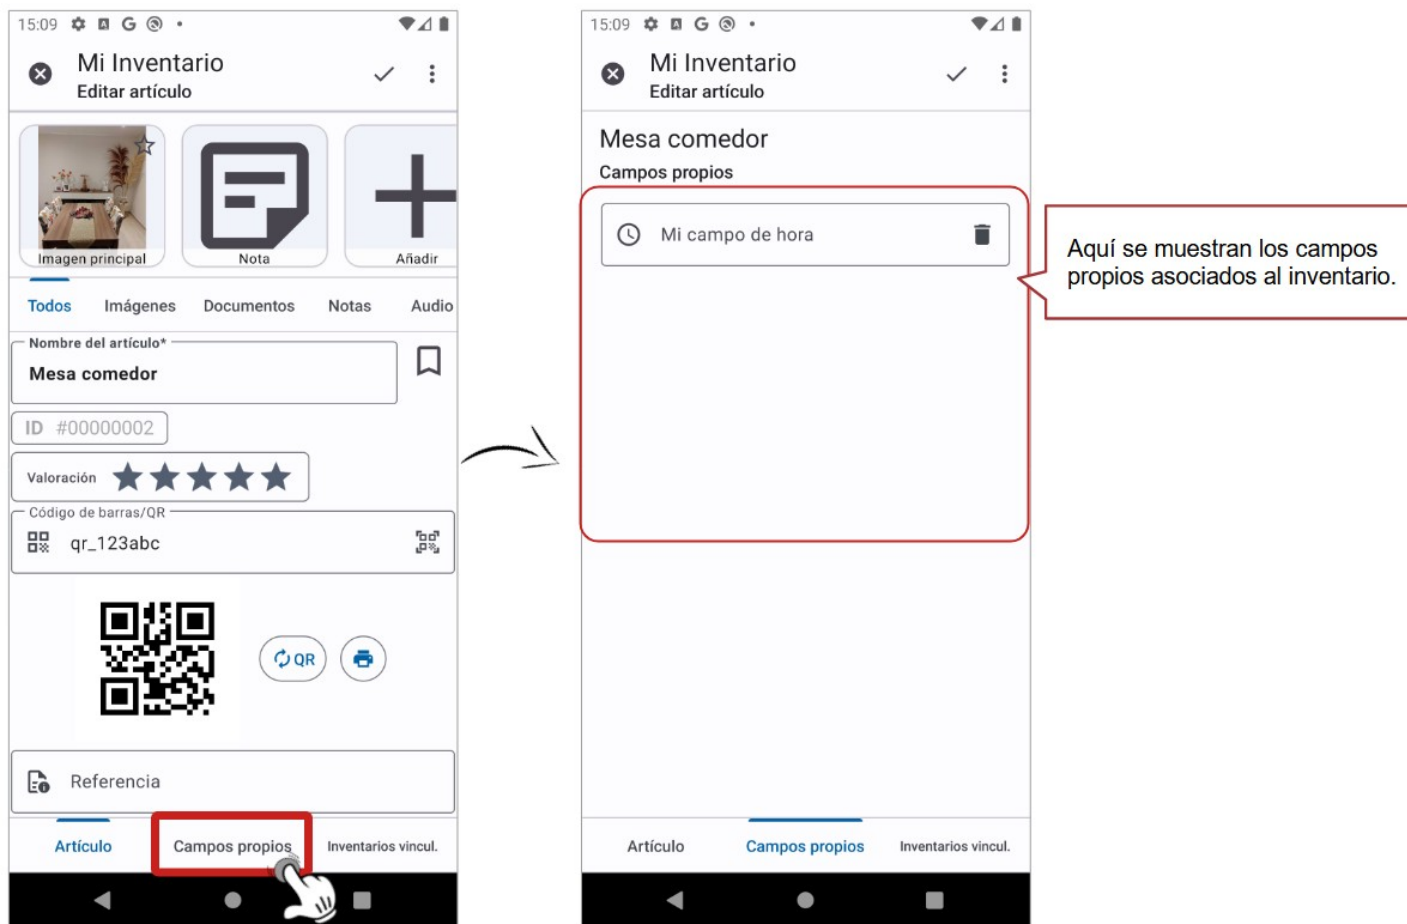 15:09
Mi Inventario
Editar artículo
Imagen principal
Nota
Añadir
Todos Imágenes Documentos Notas Audio
Nombre del artículo*
Mesa comedor
ID #00000002
Valoración
Código de barras/QR
qr_123abc
QR
Referencia
Artículo Campos propios Inventarios vincul.
15:09
Mi Inventario
Editar artículo
Mesa comedor
Campos propios
Mi campo de hora
Artículo Campos propios Inventarios vincul.
Aquí se muestran los campos
propios asociados al inventario.